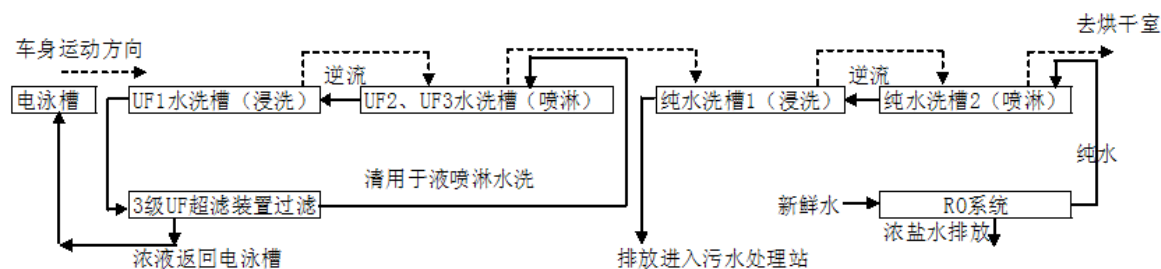 去烘干室
车身运动方向
逆流
逆流
电泳槽
UF1水洗槽（浸洗）
UF2、UF3水洗槽（喷淋）
纯水洗槽1（浸洗）
纯水洗槽2（喷淋）
纯水
清用于液喷淋水洗
3级UF超滤装置过滤
新鲜水
RO系统
浓盐水排放
浓液返回电泳槽
排放进入污水处理站